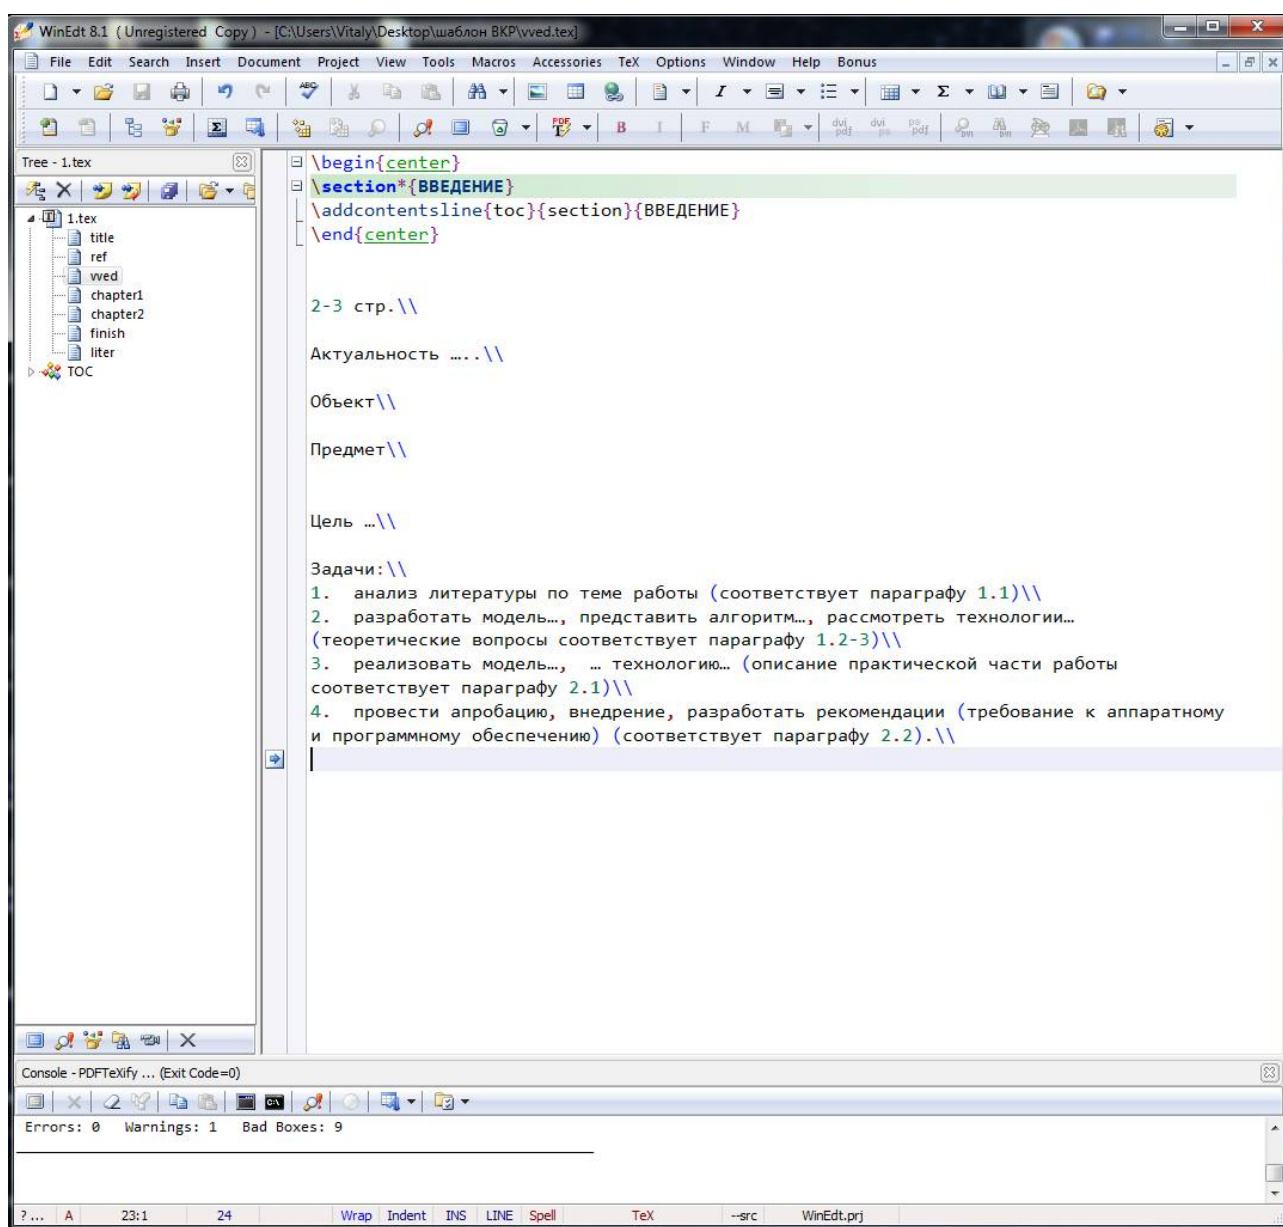 WinEdt 8.1 ( Unregistered Copy ) - [C:\Users\Vitaly\Desktop\шаблон ВКР\vved.tex]
File Edit Search Insert Document Project View Tools Macros Accessories TeX Options Window Help Bonus
Tree - 1.tex
1.tex
title
ref
vved
chapter1
chapter2
finish
liter
TOC
\begin{center}
\section*{ВВЕДЕНИЕ}
\addcontentsline{toc}{section}{ВВЕДЕНИЕ}
\end{center}
2-3 стр.\\
Актуальность …..\\
Объект\\
Предмет\\
Цель …\\
Задачи:\\
1. анализ литературы по теме работы (соответствует параграфу 1.1)\\
2. разработать модель…, представить алгоритм…, рассмотреть технологии…
(теоретические вопросы соответствует параграфу 1.2-3)\\
3. реализовать модель…, … технологию… (описание практической части работы
соответствует параграфу 2.1)\\
4. провести апробацию, внедрение, разработать рекомендации (требование к аппаратному
и программному обеспечению) (соответствует параграфу 2.2).\\
Console - PDFTeXify ... (Exit Code=0)
Errors: 0 Warnings: 1 Bad Boxes: 9
? ... A 23:1 24 Wrap Indent INS LINE Spell TeX --src WinEdt.prj